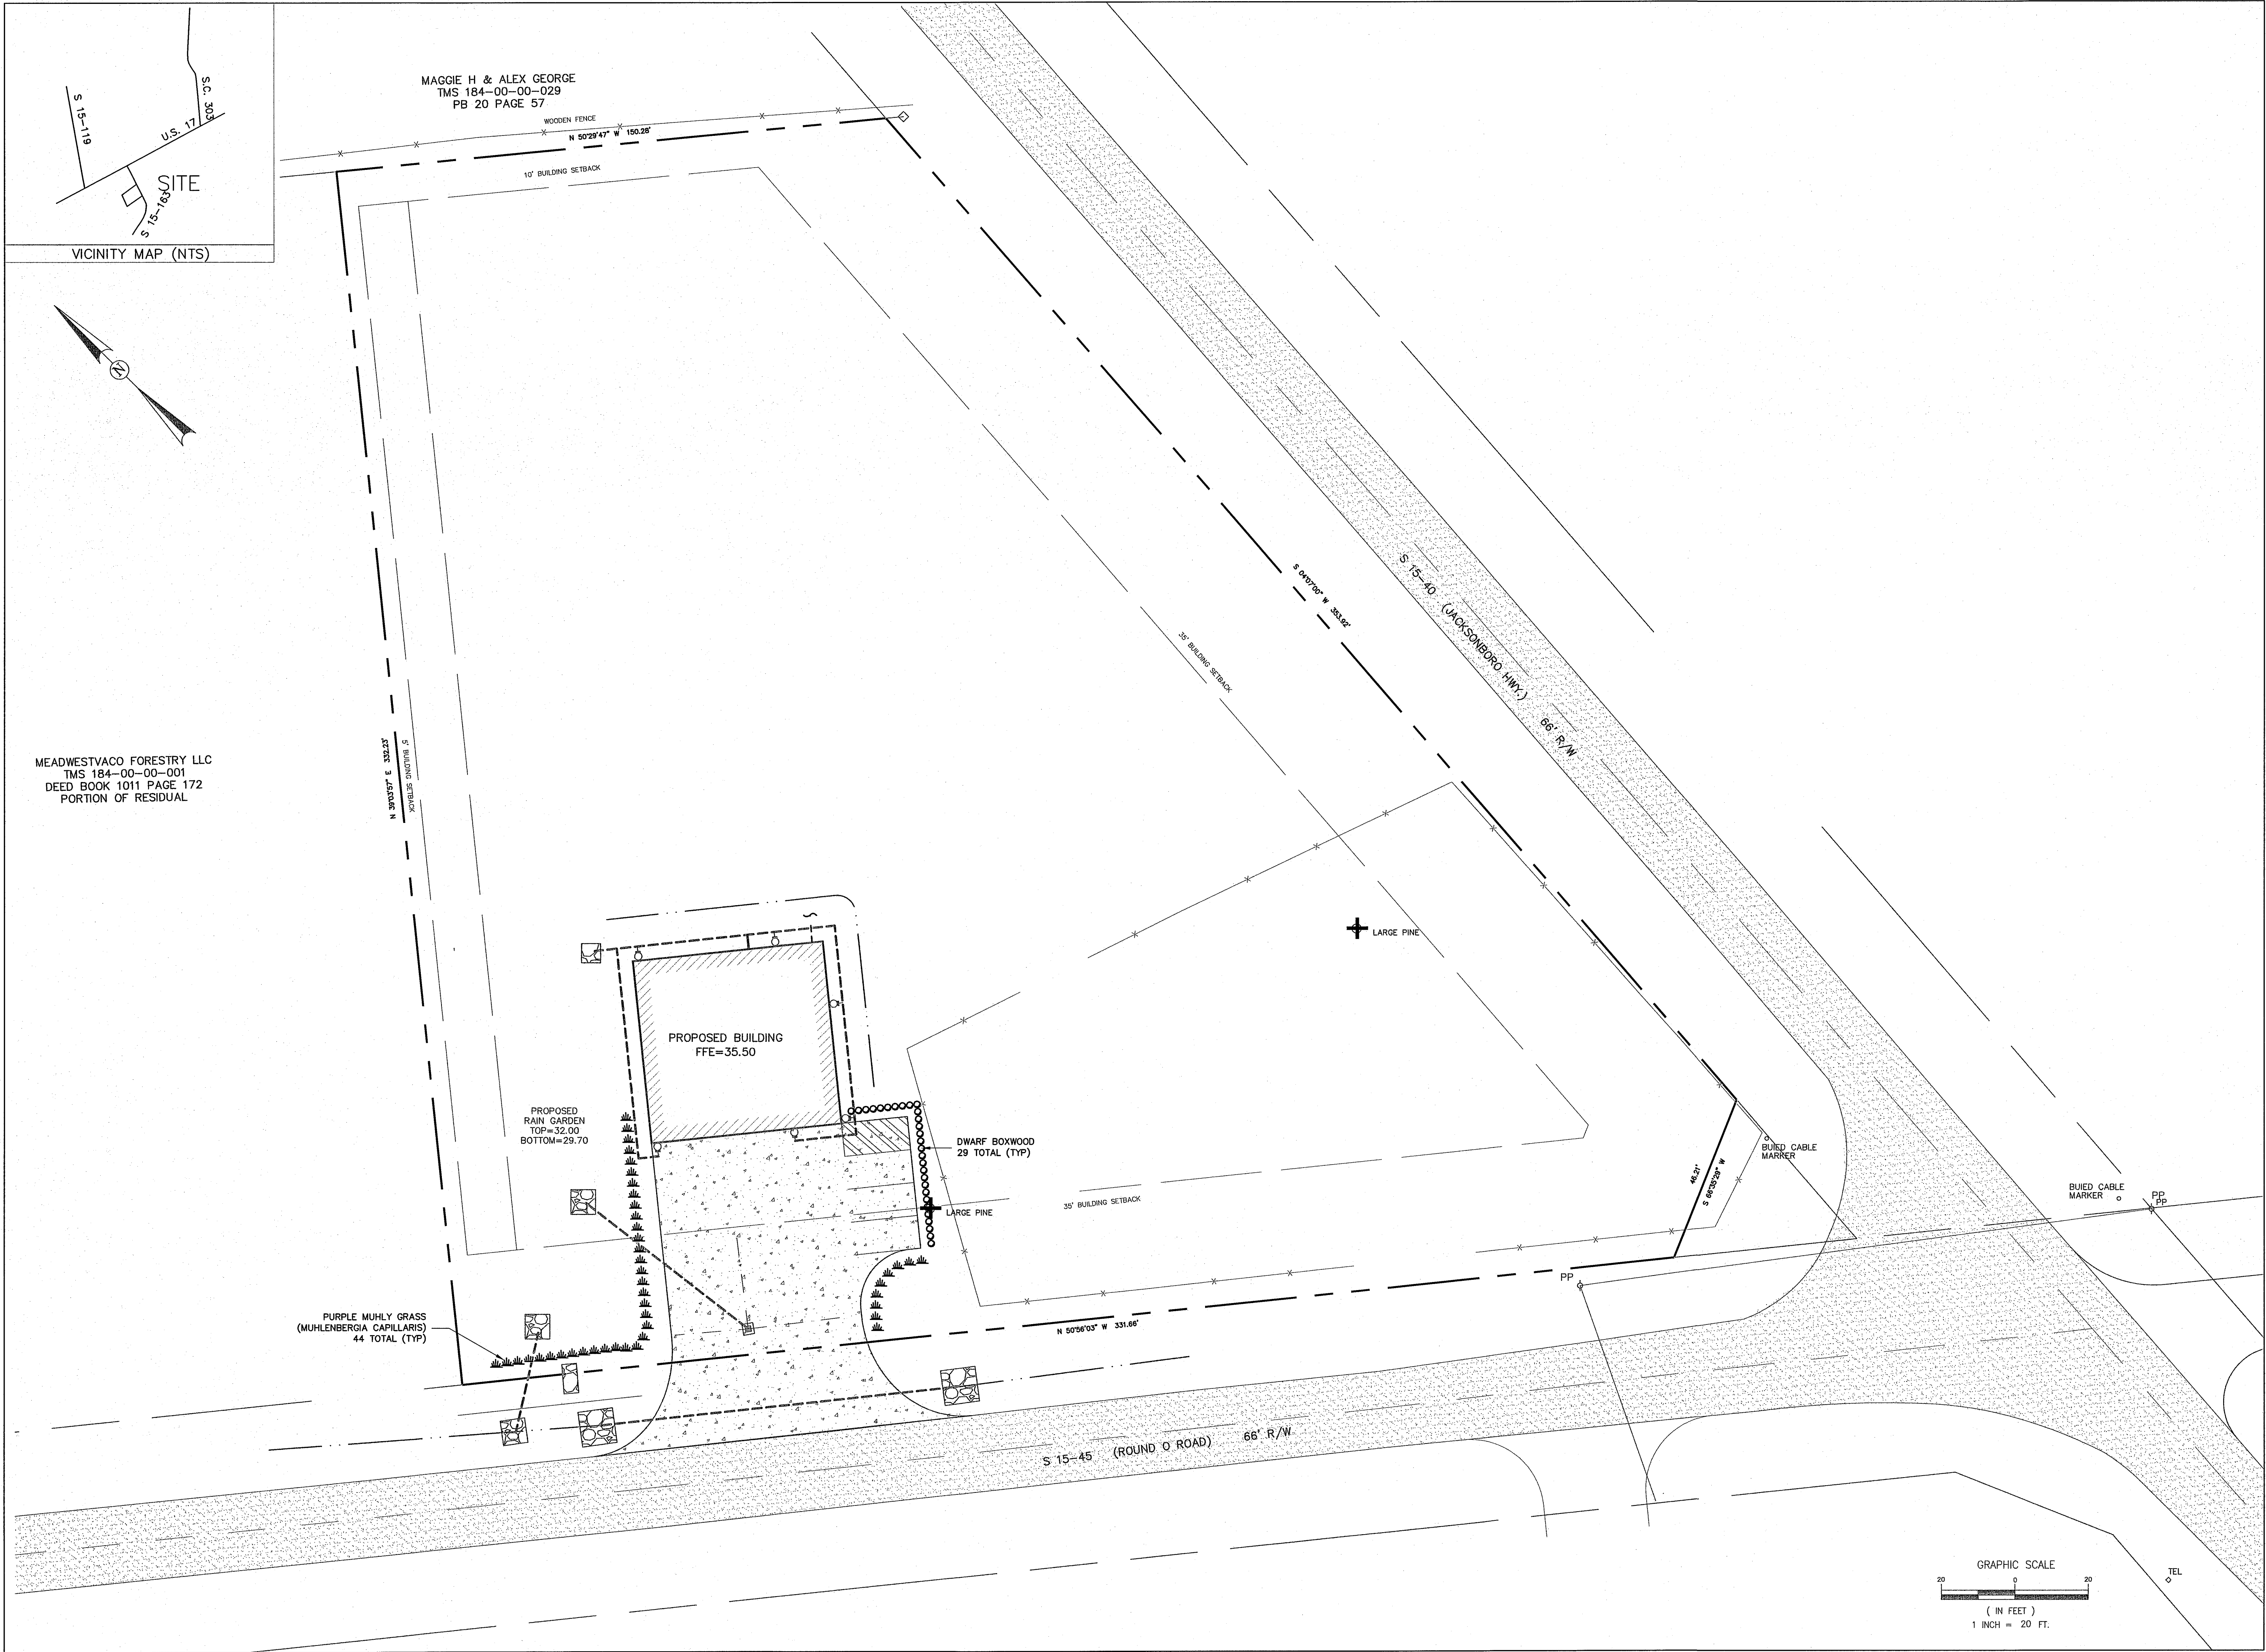 S 15-119
U.S. 17
S.C. 303
SITE
S 15-163
VICINITY MAP (NTS)
N
MAGGIE H & ALEX GEORGE
TMS 184-00-00-029
PB 20 PAGE 57
WOODEN FENCE
N 50°29'47" W 150.28'
10' BUILDING SETBACK
S 04°07'00" W 353.92'
35' BUILDING SETBACK
S 15-40 (JACKSONBORO HWY.) 66' R/W
N 39°03'57" E 332.23'
5' BUILDING SETBACK
MEADWESTVACO FORESTRY LLC
TMS 184-00-00-001
DEED BOOK 1011 PAGE 172
PORTION OF RESIDUAL
LARGE PINE
PROPOSED BUILDING
FFE=35.50
PROPOSED
RAIN GARDEN
TOP=32.00
BOTTOM=29.70
DWARF BOXWOOD
29 TOTAL (TYP)
LARGE PINE
35' BUILDING SETBACK
46.21'
S 66°35'29" W
BUIED CABLE
MARKER
BUIED CABLE
MARKER
PP
PP
PP
PURPLE MUHLY GRASS
(MUHLENBERGIA CAPILLARIS)
44 TOTAL (TYP)
N 50°56'03" W 331.66'
S 15-45 (ROUND O ROAD) 66' R/W
TEL
GRAPHIC SCALE
20 0 20
( IN FEET )
1 INCH = 20 FT.